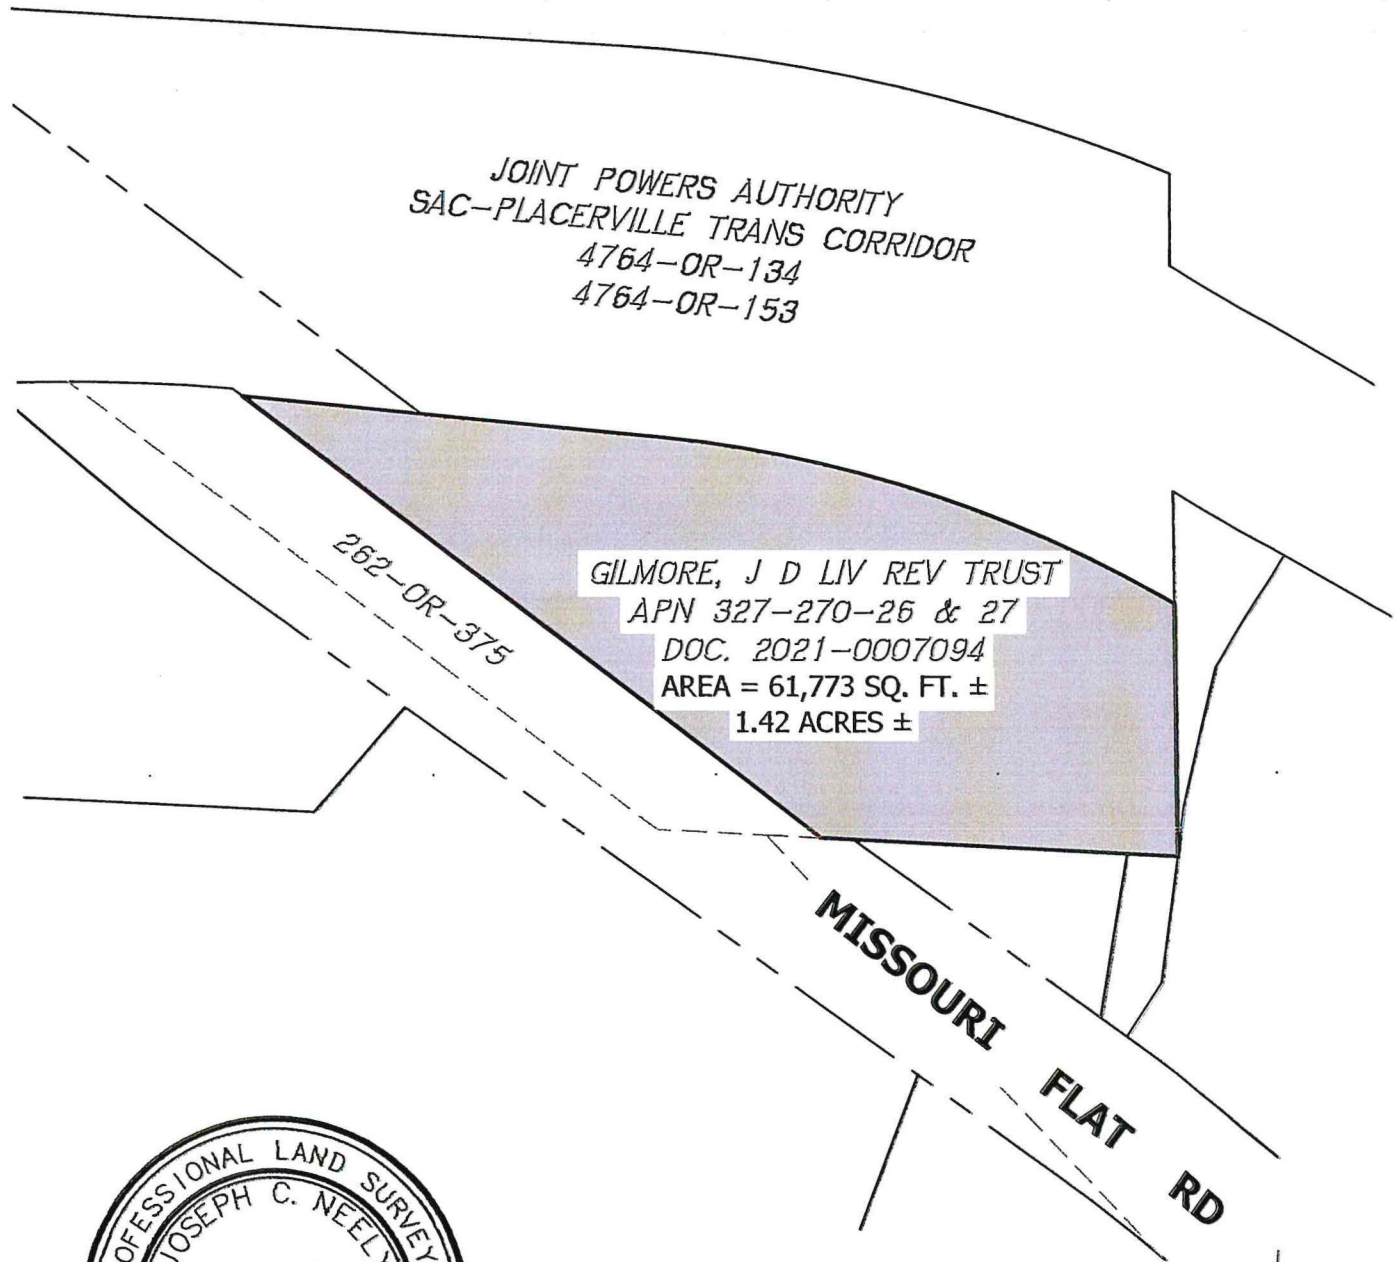 JOINT POWERS AUTHORITY
SAC-PLACERVILLE TRANS CORRIDOR
4764-OR-134
4764-OR-153
262-OR-375
GILMORE, J D LIV REV TRUST
APN 327-270-26 & 27
DOC. 2021-0007094
AREA = 61,773 SQ. FT. ±
1.42 ACRES ±
MISSOURI FLAT RD
LAND
JOSEPH C. NEELY